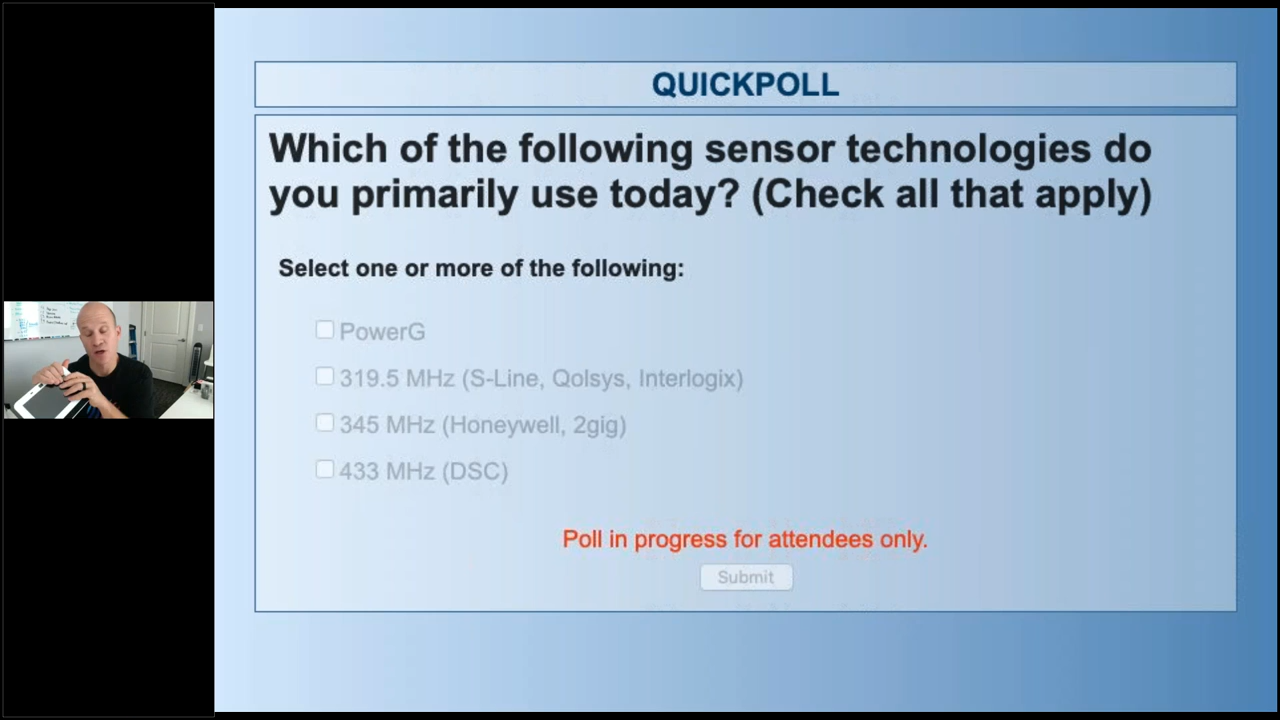 QUICKPOLL
Which of the following sensor technologies do
you primarily use today? (Check all that apply)
Select one or more of the following:
PowerG
319.5 MHz (S-Line, Qolsys, Interlogix)
345 MHz (Honeywell, 2gig)
433 MHz (DSC)
Poll in progress for attendees only.
Submit